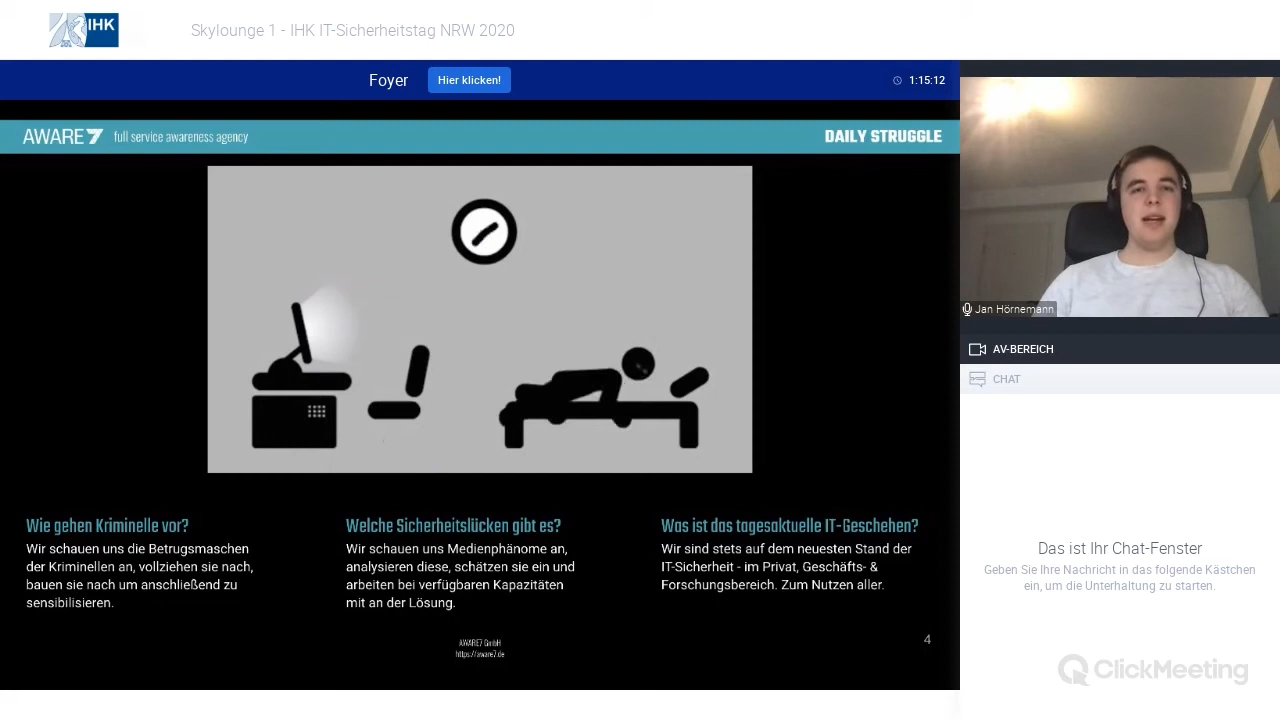 IHK
Skylounge 1 - IHK IT-Sicherheitstag NRW 2020
Foyer
Hier klicken!
1:15:12
AWARE7
full service awareness agency
DAILY STRUGGLE
Jan Hörnemann
AV-BEREICH
CHAT
Wie gehen Kriminelle vor?
Wir schauen uns die Betrugsmaschen
der Kriminellen an, vollziehen sie nach,
bauen sie nach um anschließend zu
sensibilisieren.
Welche Sicherheitslücken gibt es?
Wir schauen uns Medienphänome an,
analysieren diese, schätzen sie ein und
arbeiten bei verfügbaren Kapazitäten
mit an der Lösung.
Was ist das tagesaktuelle IT-Geschehen?
Wir sind stets auf dem neuesten Stand der
IT-Sicherheit - im Privat, Geschäfts- &
Forschungsbereich. Zum Nutzen aller.
AWARE7 GmbH
https://aware7.de
4
Das ist Ihr Chat-Fenster
Geben Sie Ihre Nachricht in das folgende Kästchen
ein, um die Unterhaltung zu starten.
ClickMeeting